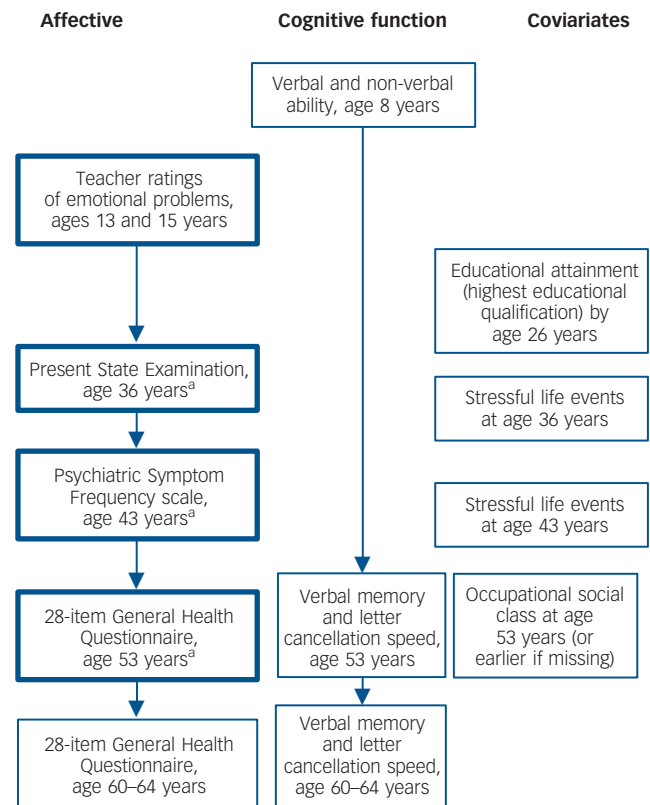 Affective
Cognitive function
Coviariates
Verbal and non-verbal
ability, age 8 years
Teacher ratings
of emotional problems,
ages 13 and 15 years
Educational attainment
(highest educational
qualification) by
age 26 years
Present State Examination,
age 36 yearsᵃ
Stressful life events
at age 36 years
Psychiatric Symptom
Frequency scale,
age 43 yearsᵃ
Stressful life events
at age 43 years
28-item General Health
Questionnaire,
age 53 yearsᵃ
Verbal memory
and letter
cancellation speed,
age 53 years
Occupational social
class at age
53 years (or
earlier if missing)
28-item General Health
Questionnaire,
age 60–64 years
Verbal memory
and letter
cancellation speed,
age 60–64 years